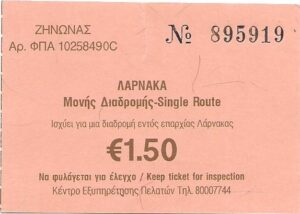 ΖΗΝΩΝΑΣ
Αρ. ΦΠΑ 10258490C
№ 895919
ΛΑΡΝΑΚΑ
Μονής Διαδρομής-Single Route
Ισχύει για μια διαδρομή εντός επαρχίας Λάρνακας
€1.50
Να φυλάγεται για έλεγχο / Keep ticket for inspection
Κέντρο Εξυπηρέτησης Πελατών Τηλ. 80007744